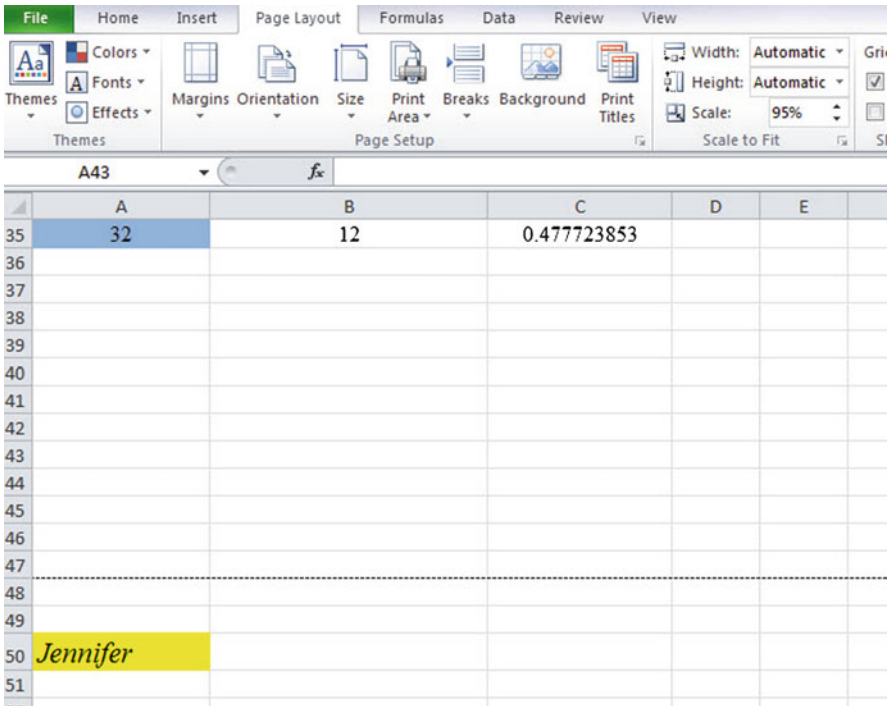 File Home Insert Page Layout Formulas Data Review View
Colors Width: Automatic Gri
Aa A Fonts Height: Automatic
Themes Effects Margins Orientation Size Print Area Breaks Background Print Titles Scale: 95%
Themes Page Setup Scale to Fit
A43 fx
A B C D E
35 32 12 0.477723853
36
37
38
39
40
41
42
43
44
45
46
47
48
49
50 Jennifer
51